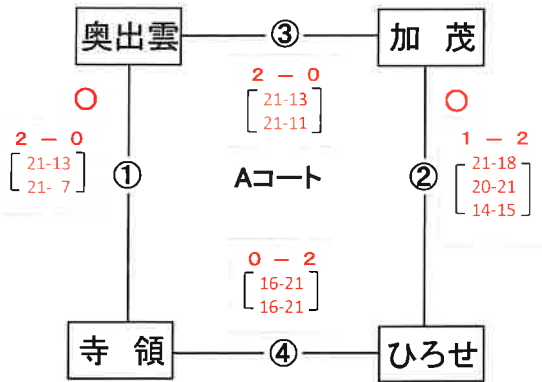 奥出雲 ③ 加 茂
○ ○
2 - 0
21-13
21-11
2 - 0
21-13
21- 7
①
Aコート
②
1 - 2
21-18
20-21
14-15
0 - 2
16-21
16-21
寺 領 ④ ひろせ